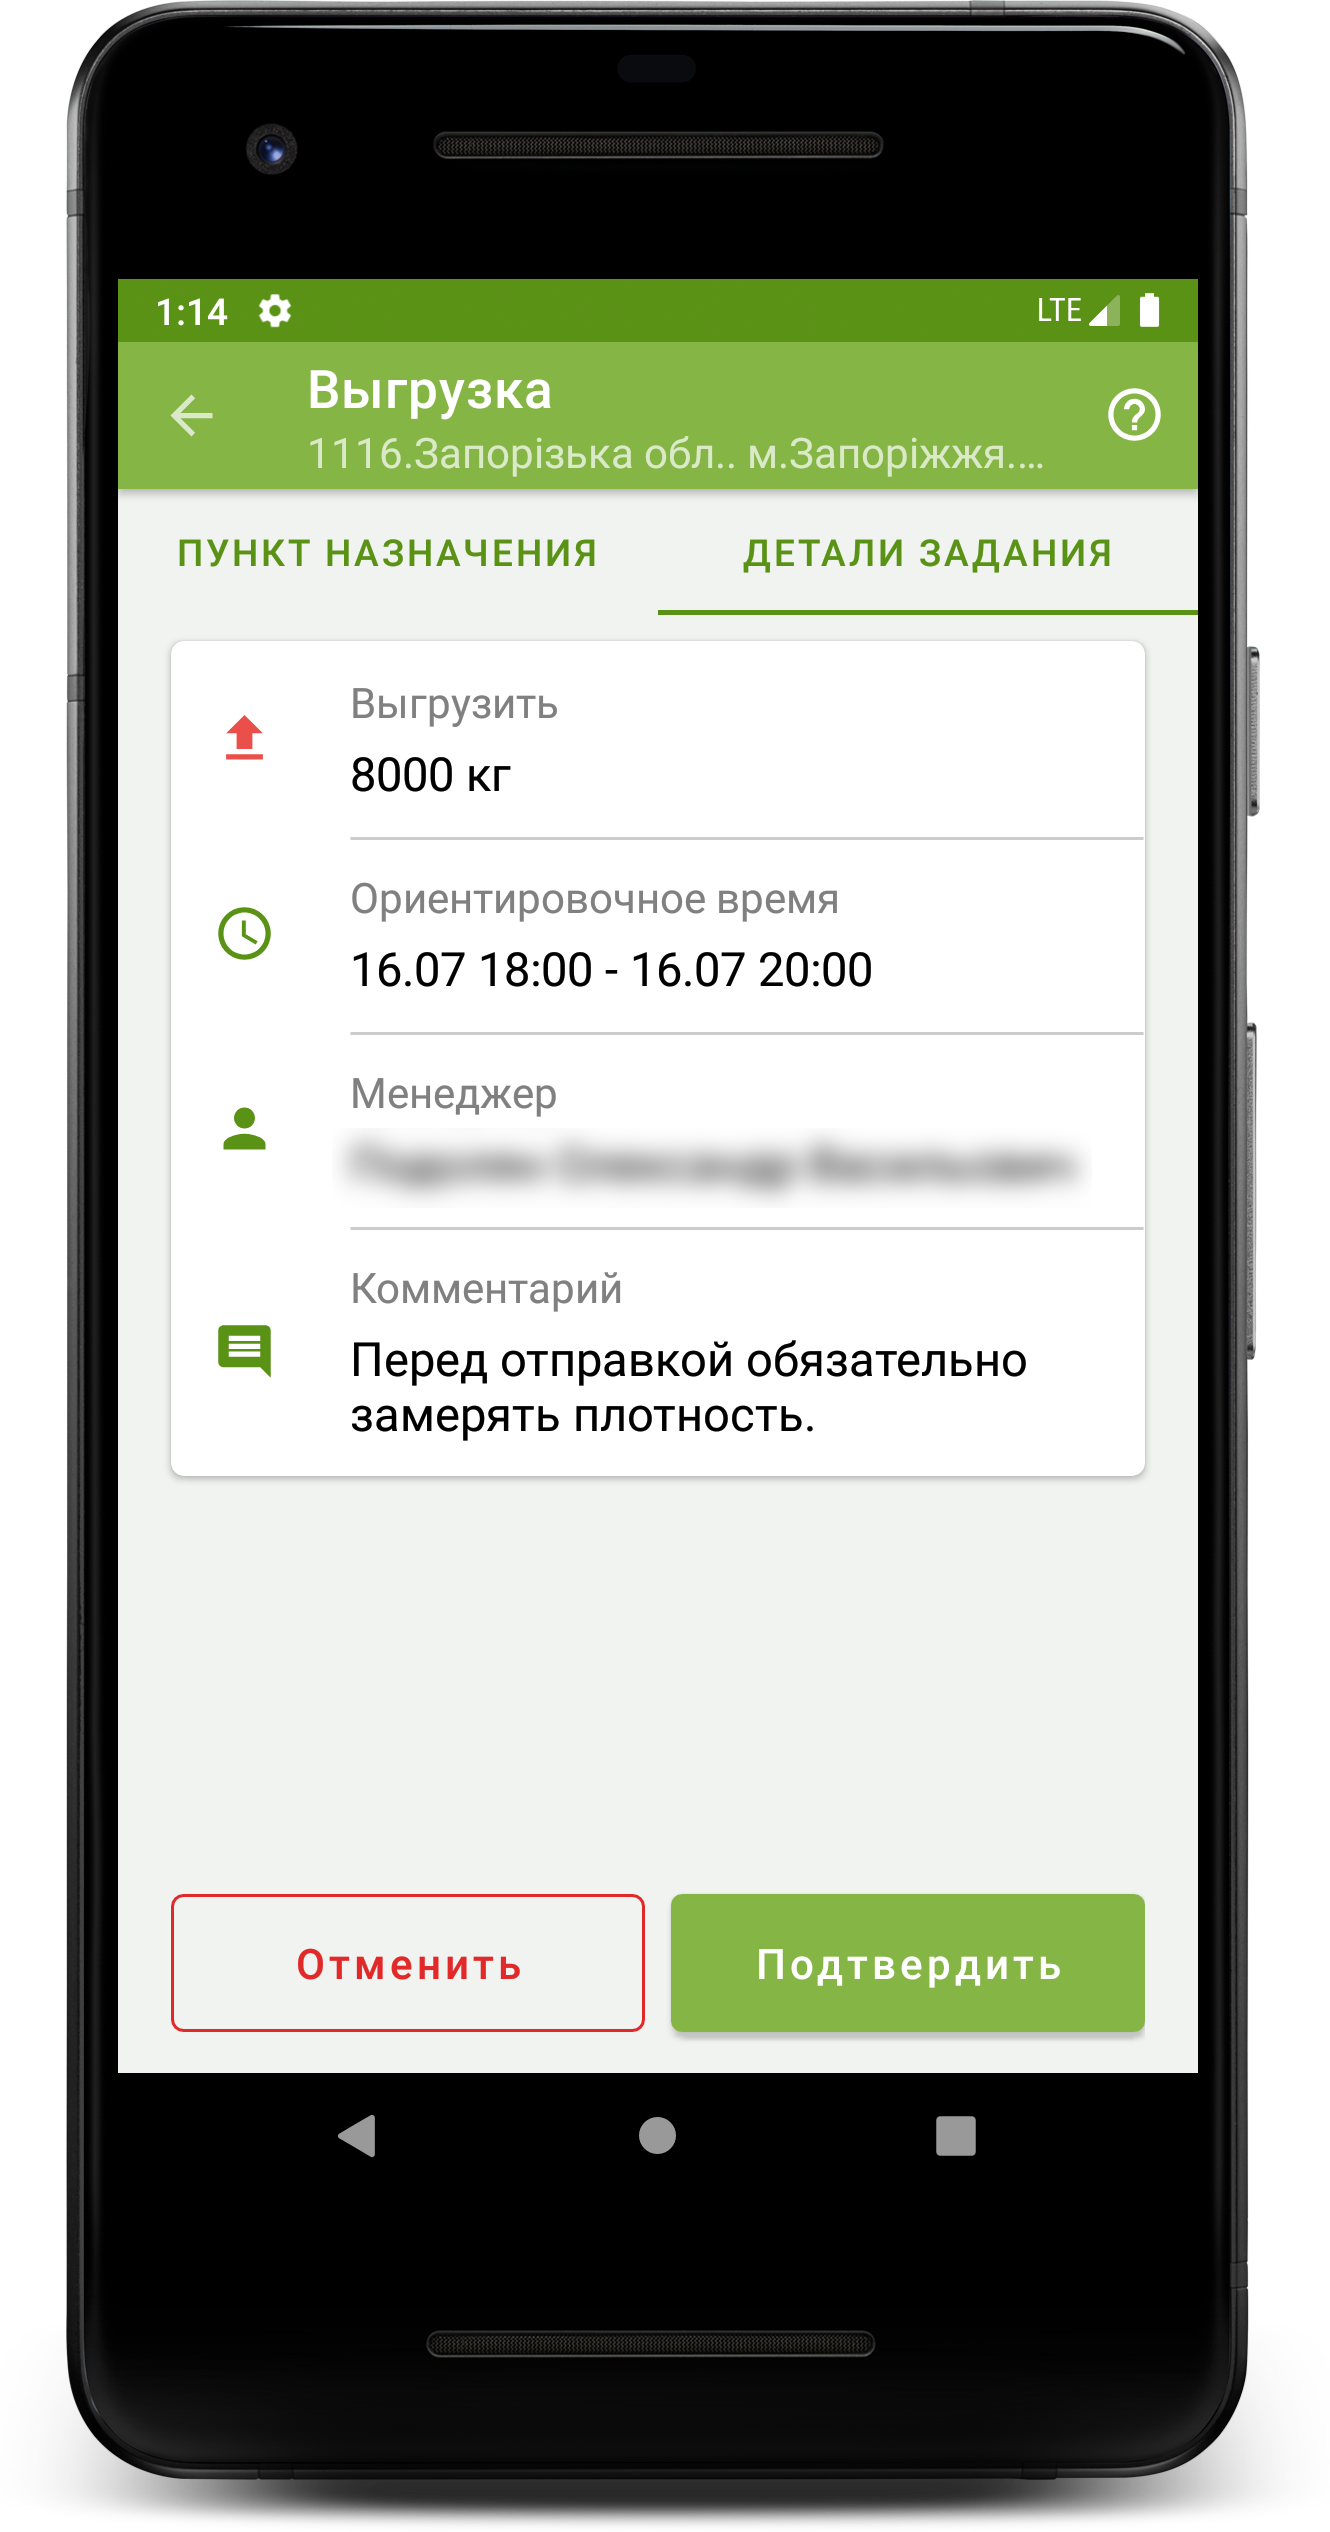 1:14 LTE
Выгрузка
1116.Запорізька обл.. м.Запоріжжя....
ПУНКТ НАЗНАЧЕНИЯ ДЕТАЛИ ЗАДАНИЯ
Выгрузить
8000 кг
Ориентировочное время
16.07 18:00 - 16.07 20:00
Менеджер
Комментарий
Перед отправкой обязательно
замерять плотность.
Отменить Подтвердить